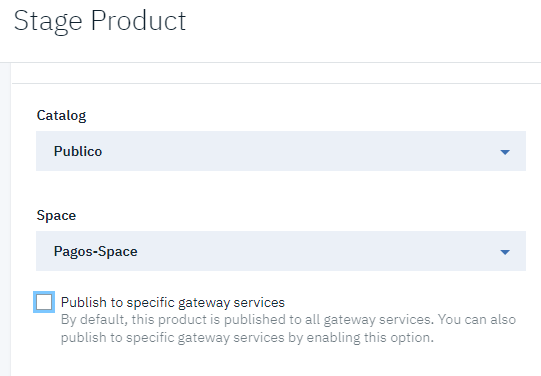 Stage Product
Catalog
Publico
Space
Pagos-Space
Publish to specific gateway services
By default, this product is published to all gateway services. You can also
publish to specific gateway services by enabling this option.